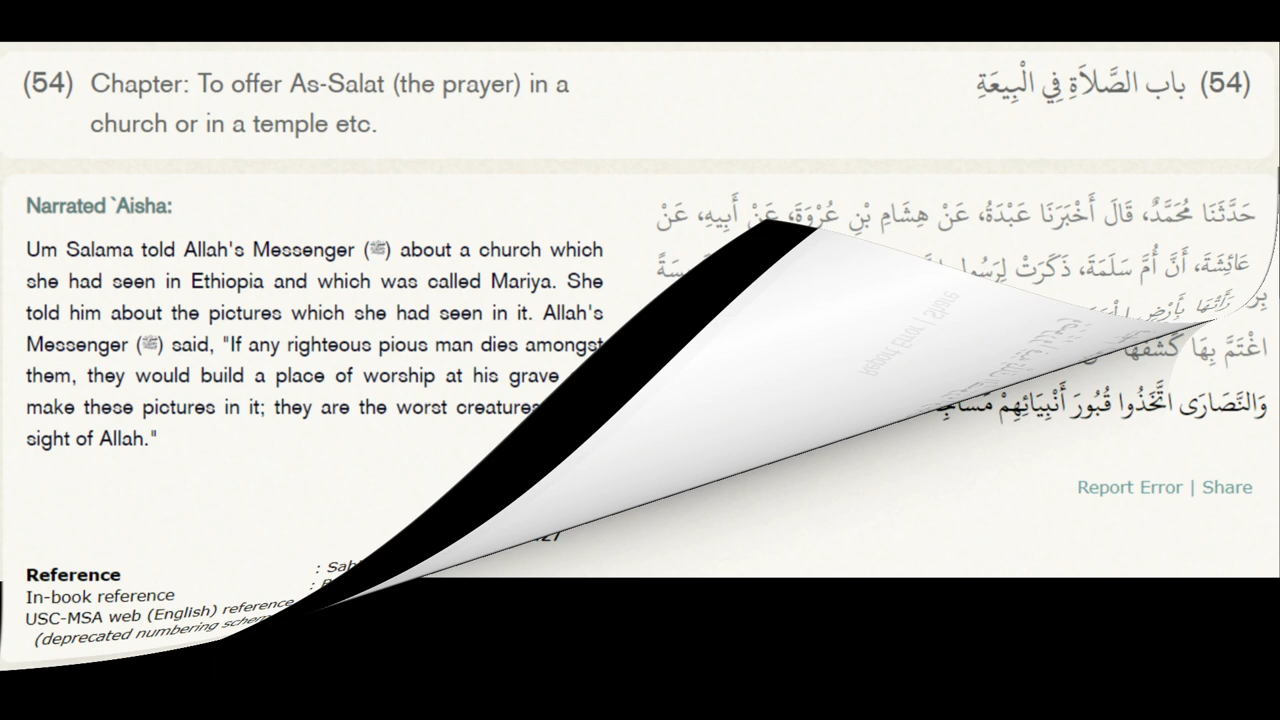 (54) Chapter: To offer As-Salat (the prayer) in a
church or in a temple etc.
(54) باب الصَّلاَةِ فِي الْبِيعَةِ
Narrated `Aisha:
Um Salama told Allah's Messenger (ﷺ) about a church which
she had seen in Ethiopia and which was called Mariya. She
told him about the pictures which she had seen in it. Allah's
Messenger (ﷺ) said, "If any righteous pious man dies amongst
them, they would build a place of worship at his grave
make these pictures in it; they are the worst creatures
sight of Allah."
حَدَّثَنَا مُحَمَّدٌ، قَالَ أَخْبَرَنَا عَبْدَةُ، عَنْ هِشَامِ بْنِ عُرْوَةَ، عَنْ أَبِيهِ، عَنْ
عَائِشَةَ، أَنَّ أُمَّ سَلَمَةَ، ذَكَرَتْ
رَأَتْهَا بِأَرْضِ
اغْتَمَّ بِهَا كَشَفَهَا
وَالنَّصَارَى اتَّخَذُوا قُبُورَ أَنْبِيَائِهِمْ
Report Error | Share
Report Error | Share
Reference
In-book reference
USC-MSA web (English) reference
(deprecated numbering